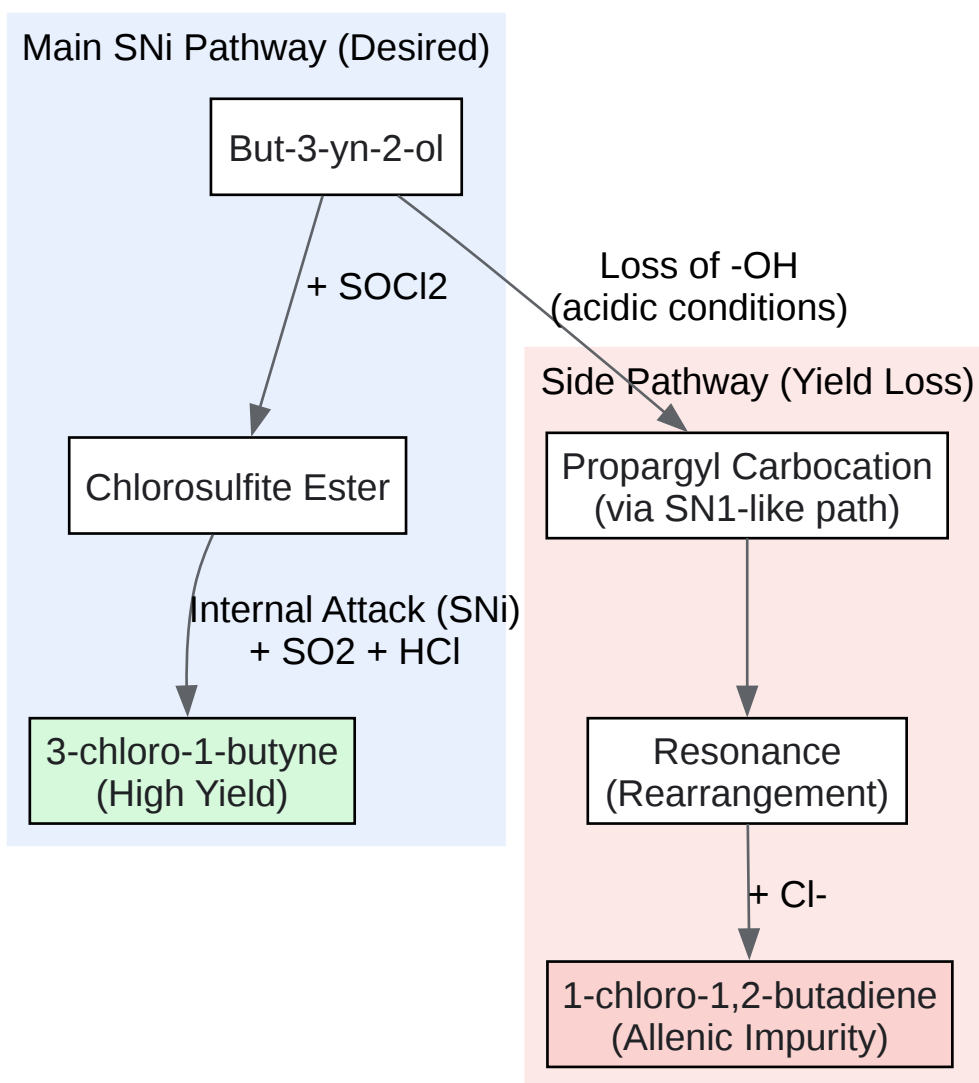 Main SNi Pathway (Desired)
But-3-yn-2-ol
+ SOCl2
Loss of -OH
(acidic conditions)
Side Pathway (Yield Loss)
Chlorosulfite Ester
Propargyl Carbocation
(via SN1-like path)
Internal Attack (SNi)
+ SO2 + HCl
3-chloro-1-butyne
(High Yield)
Resonance
(Rearrangement)
+ Cl-
1-chloro-1,2-butadiene
(Allenic Impurity)